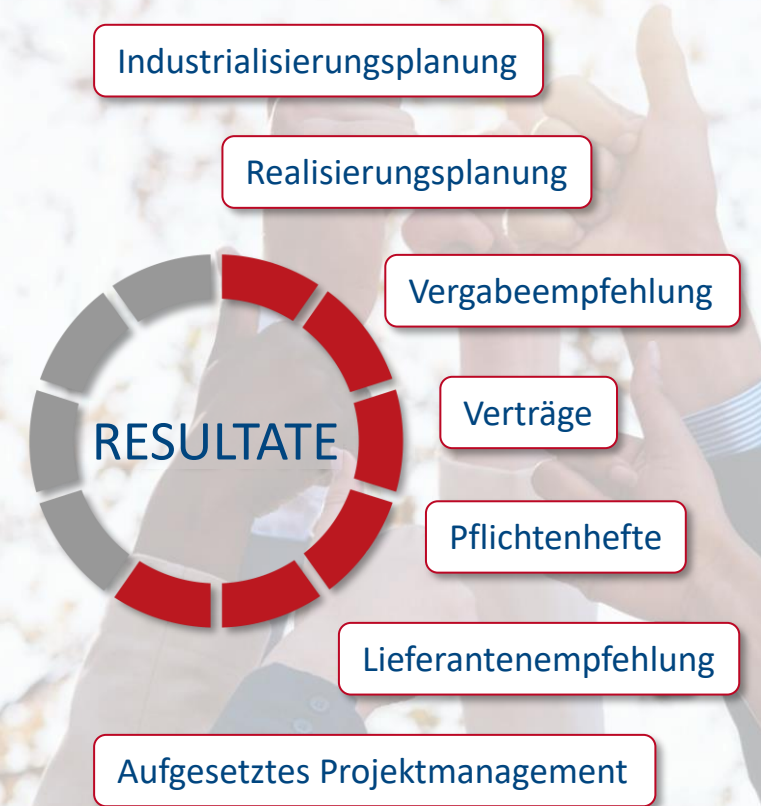 Industrialisierungsplanung
Realisierungsplanung
Vergabeempfehlung
Verträge
RESULTATE
Pflichtenhefte
Lieferantenempfehlung
Aufgesetztes Projektmanagement